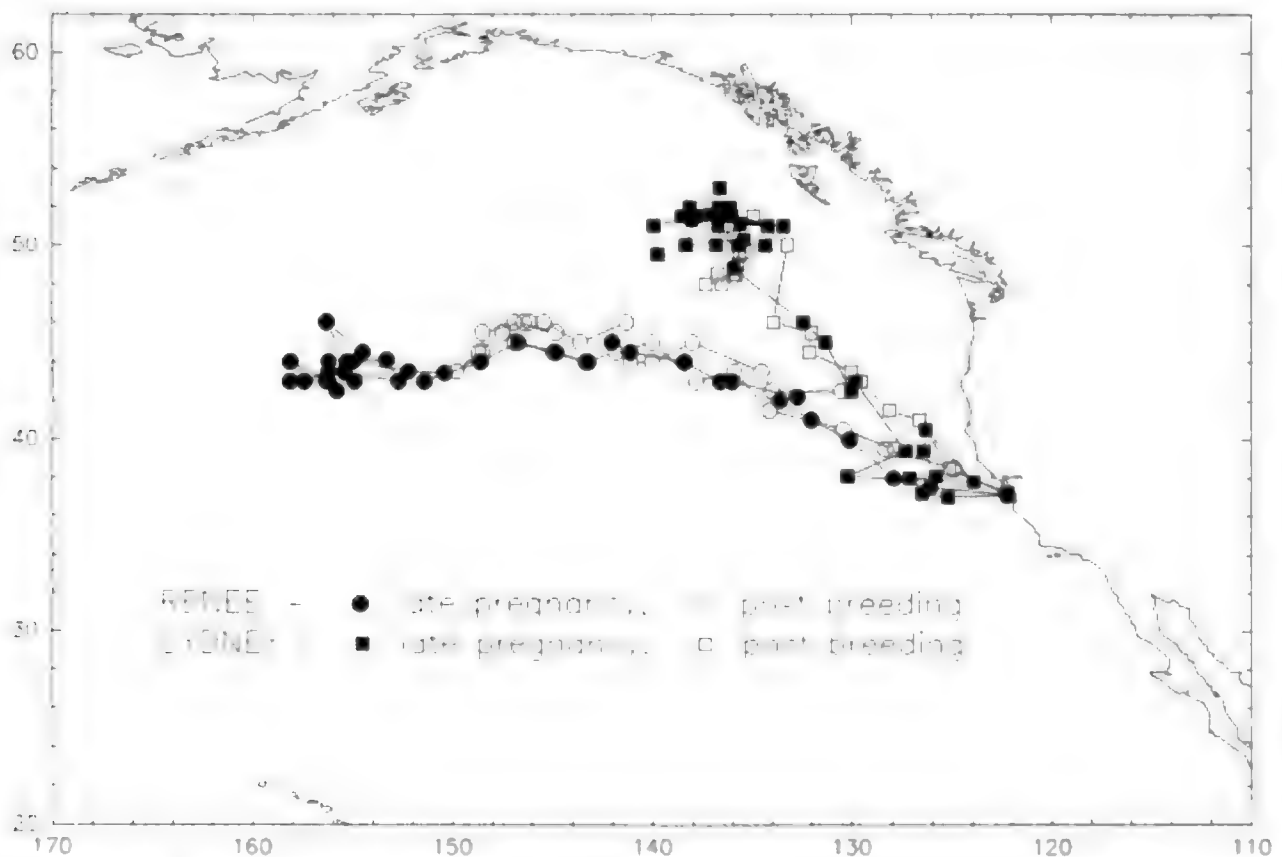 60
50
40
RENEE - ● late pregnancy, ○ post breeding
30
■ late pregnancy, □ post breeding
170 160 150 140 130 120 110